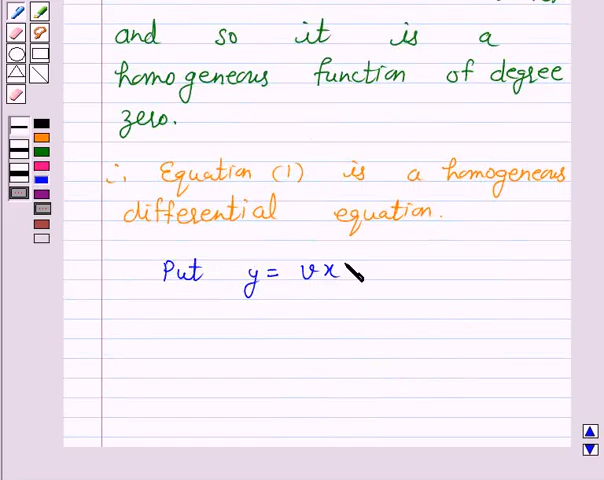 and so it is a
homogeneous function of degree
zero.
∴ Equation (1) is a homogeneous
differential equation.
Put y = vx